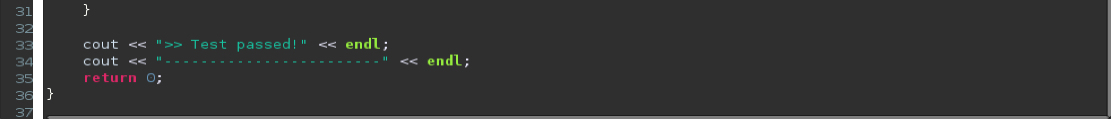 31 }
32
33 cout << ">> Test passed!" << endl;
34 cout << "------------------------" << endl;
35 return 0;
36 }
37